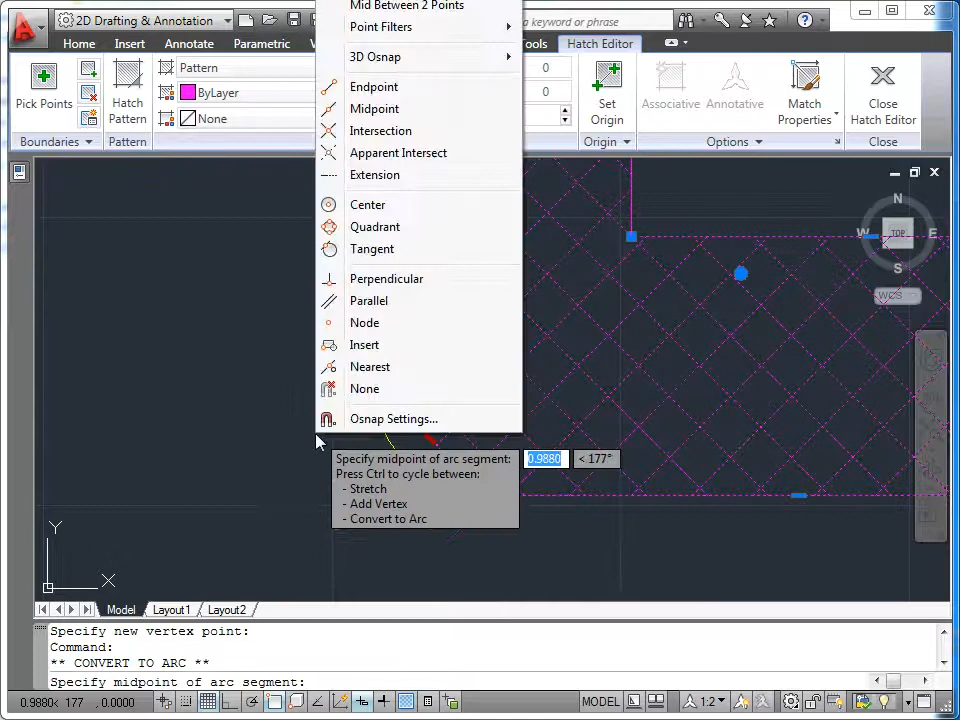 2D Drafting & Annotation
Mid Between 2 Points
keyword or phrase
Home
Insert
Annotate
Parametric
Point Filters
Tools
Hatch Editor
Pick Points
Boundaries
Hatch
Pattern
Pattern
Pattern
ByLayer
None
3D Osnap
Endpoint
Midpoint
Intersection
Apparent Intersect
Extension
Center
Quadrant
Tangent
Perpendicular
Parallel
Node
Insert
Nearest
None
Osnap Settings...
0
0
Set
Origin
Origin
Associative
Annotative
Match
Properties
Options
Close
Hatch Editor
Close
N
W
TOP
E
S
WCS
Specify midpoint of arc segment:
0.9880
< 177°
Press Ctrl to cycle between:
- Stretch
- Add Vertex
- Convert to Arc
Y
X
Model
Layout1
Layout2
Specify new vertex point:
Command:
** CONVERT TO ARC **
Specify midpoint of arc segment:
0.9880< 177 , 0.0000
MODEL
1:2